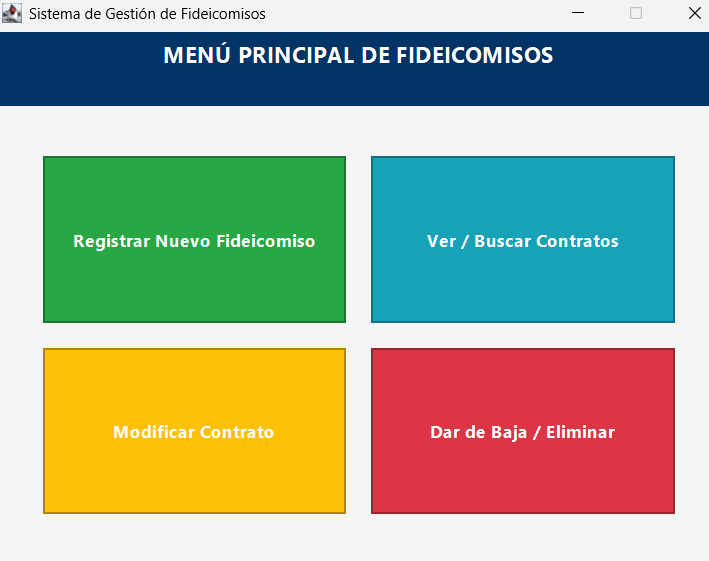 Sistema de Gestión de Fideicomisos
MENÚ PRINCIPAL DE FIDEICOMISOS
Registrar Nuevo Fideicomiso
Ver / Buscar Contratos
Modificar Contrato
Dar de Baja / Eliminar